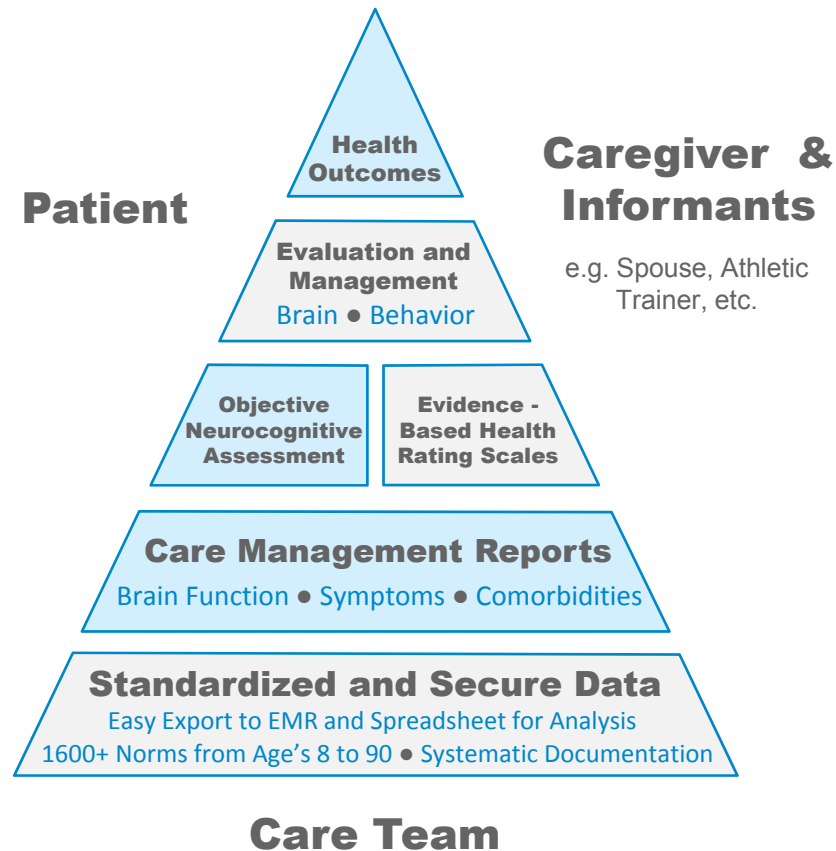 Health
Outcomes
Patient
Caregiver &
Informants
e.g. Spouse, Athletic
Trainer, etc.
Evaluation and
Management
Brain ● Behavior
Objective
Neurocognitive
Assessment
Evidence -
Based Health
Rating Scales
Care Management Reports
Brain Function ● Symptoms ● Comorbidities
Standardized and Secure Data
Easy Export to EMR and Spreadsheet for Analysis
1600+ Norms from Age's 8 to 90 ● Systematic Documentation
Care Team